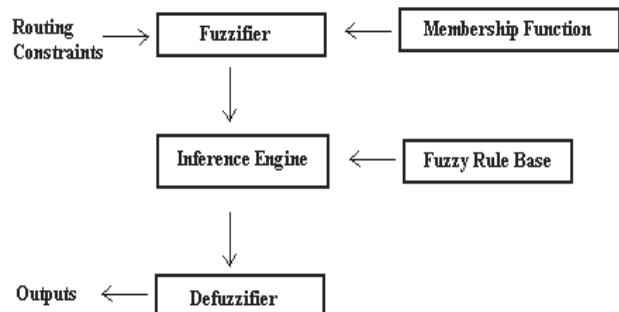 Routing
Constraints
Fuzzifier
Membership Function
Inference Engine
Fuzzy Rule Base
Outputs
Defuzzifier